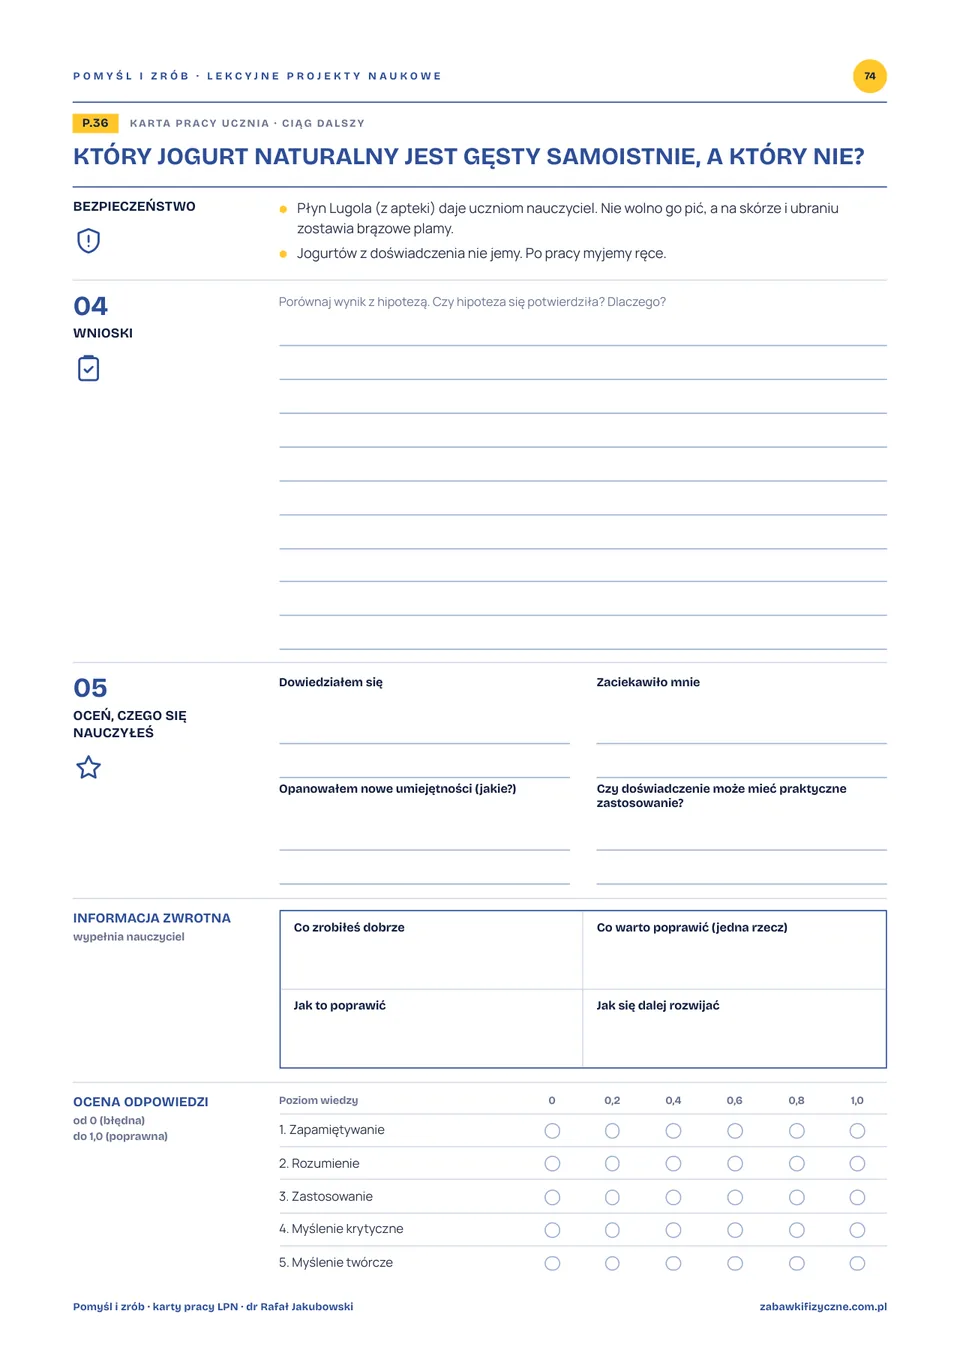 POMYŚL I ZRÓB · LEKCYJNE PROJEKTY NAUKOWE
74
P.36 KARTA PRACY UCZNIA · CIĄG DALSZY
KTÓRY JOGURT NATURALNY JEST GĘSTY SAMOISTNIE, A KTÓRY NIE?
BEZPIECZEŃSTWO
Płyn Lugola (z apteki) daje uczniom nauczyciel. Nie wolno go pić, a na skórze i ubraniu
zostawia brązowe plamy.
Jogurtów z doświadczenia nie jemy. Po pracy myjemy ręce.
04
WNIOSKI
Porównaj wynik z hipotezą. Czy hipoteza się potwierdziła? Dlaczego?
05
OCEŃ, CZEGO SIĘ
NAUCZYŁEŚ
Dowiedziałem się
Zaciekawiło mnie
Opanowałem nowe umiejętności (jakie?)
Czy doświadczenie może mieć praktyczne
zastosowanie?
INFORMACJA ZWROTNA
wypełnia nauczyciel
Co zrobiłeś dobrze
Co warto poprawić (jedna rzecz)
Jak to poprawić
Jak się dalej rozwijać
OCENA ODPOWIEDZI
od 0 (błędna)
do 1,0 (poprawna)
Poziom wiedzy 0 0,2 0,4 0,6 0,8 1,0
1. Zapamiętywanie
2. Rozumienie
3. Zastosowanie
4. Myślenie krytyczne
5. Myślenie twórcze
Pomyśl i zrób · karty pracy LPN · dr Rafał Jakubowski
zabawkifizyczne.com.pl